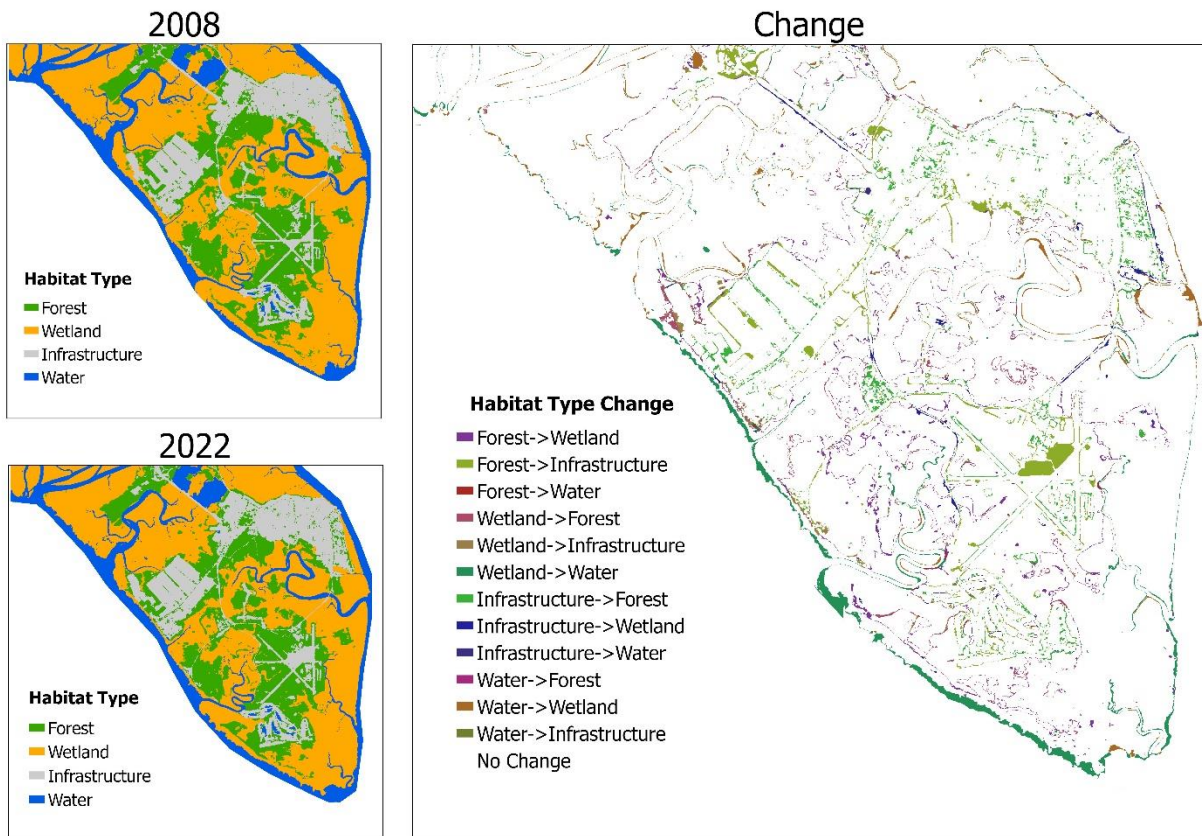 2008
Habitat Type
Forest
Wetland
Infrastructure
Water
2022
Habitat Type
Forest
Wetland
Infrastructure
Water
Change
Habitat Type Change
Forest->Wetland
Forest->Infrastructure
Forest->Water
Wetland->Forest
Wetland->Infrastructure
Wetland->Water
Infrastructure->Forest
Infrastructure->Wetland
Infrastructure->Water
Water->Forest
Water->Wetland
Water->Infrastructure
No Change